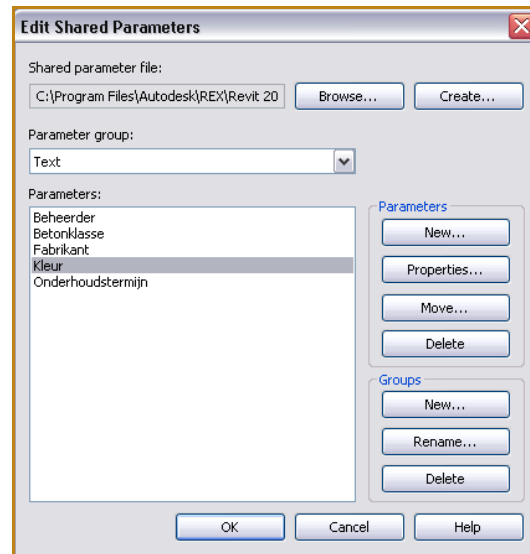 Edit Shared Parameters
Shared parameter file:
C:\Program Files\Autodesk\REX\Revit 20
Browse...
Create...
Parameter group:
Text
Parameters:
Beheerder
Betonklasse
Fabrikant
Kleur
Onderhoudstermijn
Parameters
New...
Properties...
Move...
Delete
Groups
New...
Rename...
Delete
OK
Cancel
Help